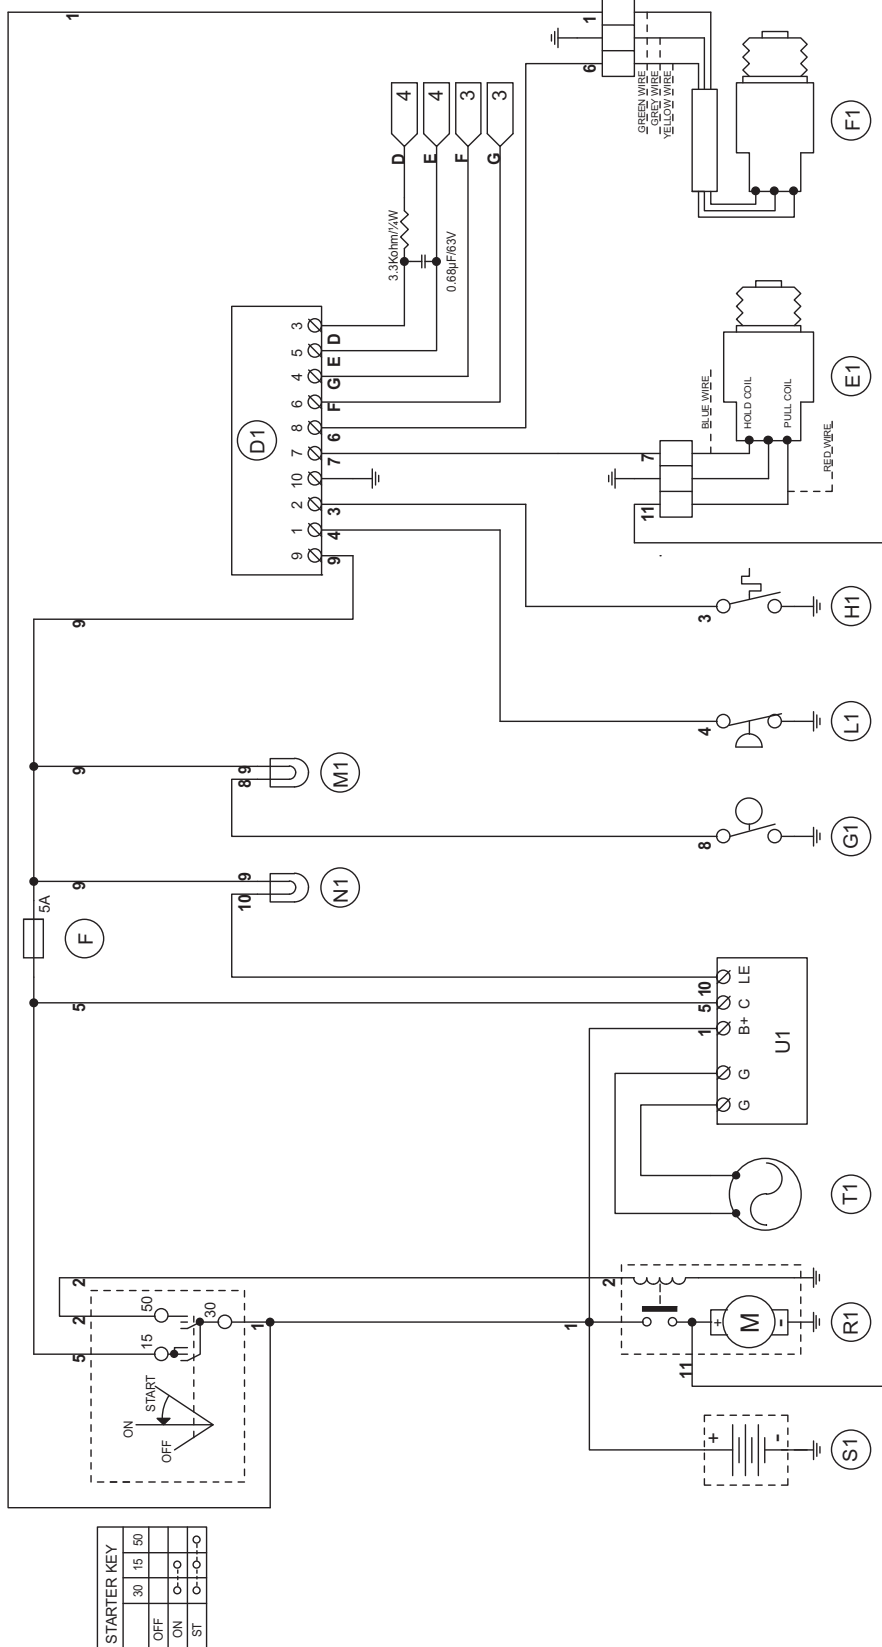 STARTER KEY
30 15 50
OFF
ON
ST
ON
OFF
START
15
50
30
5
2
2
1
1
1
5
9
9
9
9
5A
F
10 9
N1
8 9
M1
D1
9 1 2 10 7 8 6 4 5 3
9 4 3 7 6 F G E D
3.3Kohm/¼W
0.68µF/63V
D 4
E 4
F 3
G 3
6
1
GREEN WIRE
GREY WIRE
YELLOW WIRE
F1
11
7
BLUE WIRE
HOLD COIL
PULL COIL
RED WIRE
E1
3
H1
4
L1
8
G1
1 5 10
G G B+ C LE
U1
T1
2
11
+ M -
R1
+ -
S1